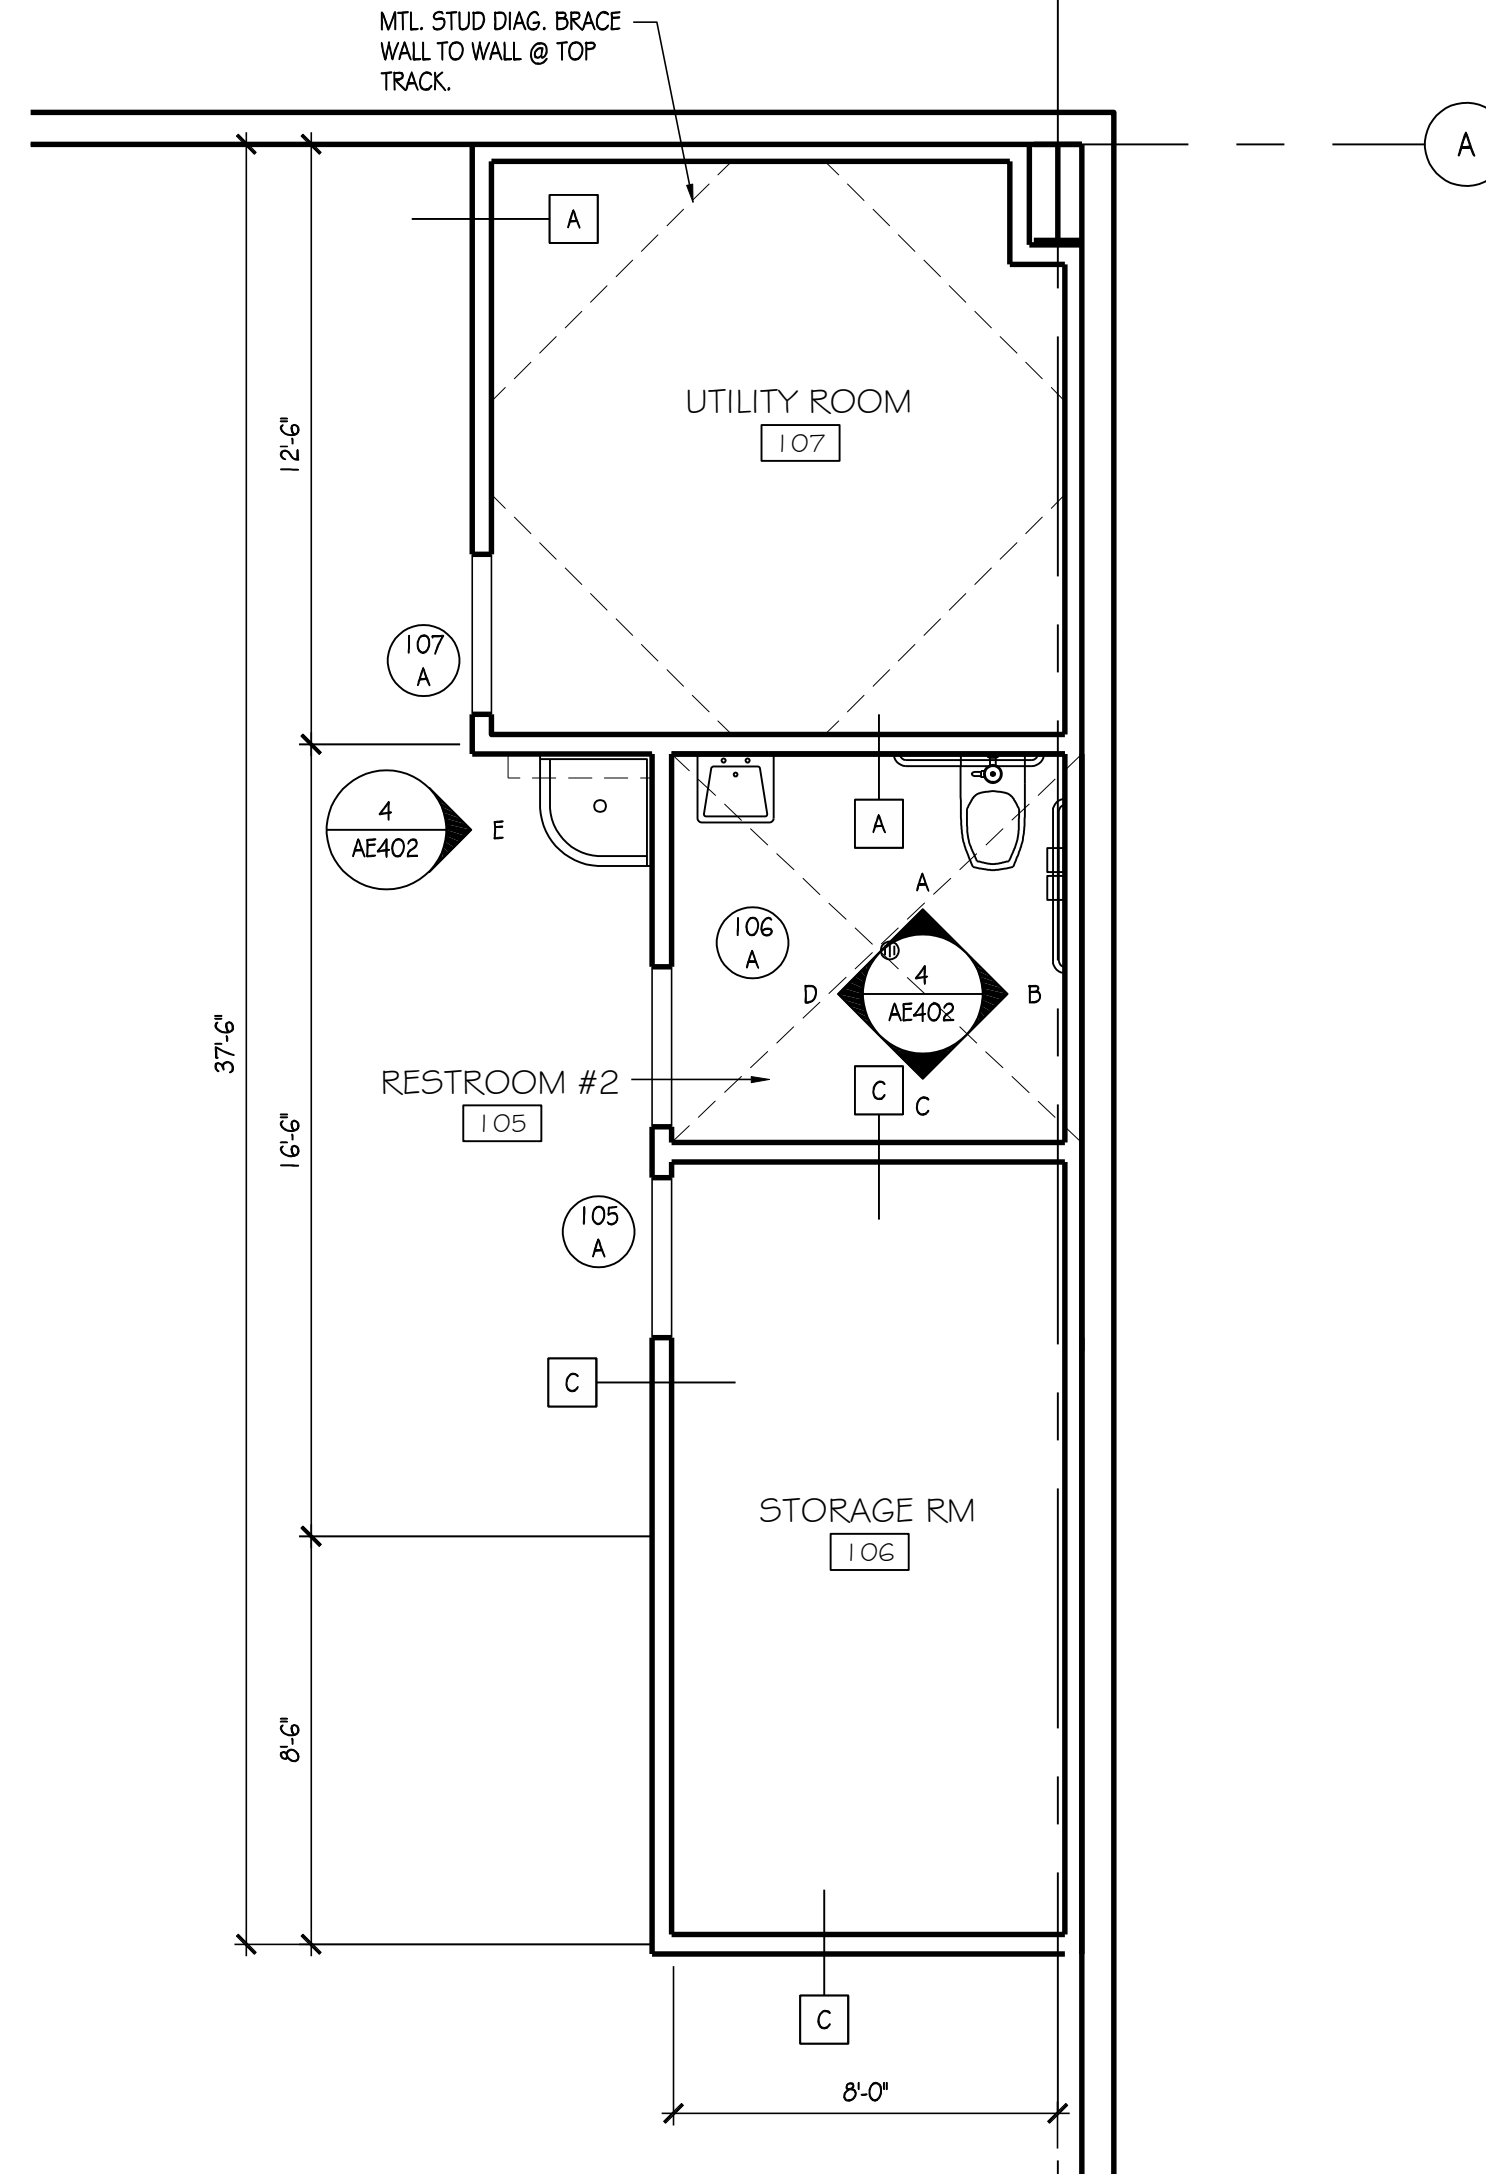 MTL. STUD DIAG. BRACE
WALL TO WALL @ TOP
TRACK.
A
A
UTILITY ROOM
107
12'-6"
107
A
4
AE402
E
A
A
106
A
4
AE402
D
B
C
C
37'-6"
RESTROOM #2
105
16'-6"
105
A
C
STORAGE RM
106
8'-6"
C
8'-0"